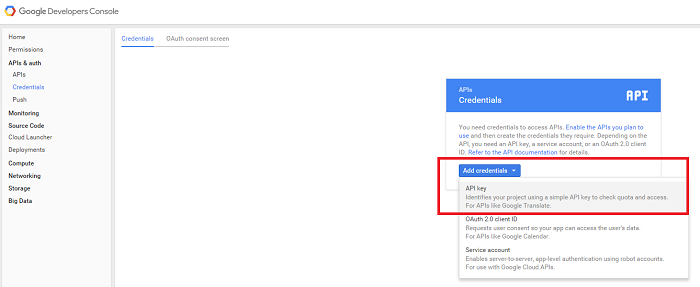 Google Developers Console
Home
Permissions
APIs & auth
APIs
Credentials
Push
Monitoring
Source Code
Cloud Launcher
Deployments
Compute
Networking
Storage
Big Data
Credentials
OAuth consent screen
APIs
Credentials
API
You need credentials to access APIs. Enable the APIs you plan to
use and then create the credentials they require. Depending on the
API, you need an API key, a service account, or an OAuth 2.0 client
ID. Refer to the API documentation for details.
Add credentials
API key
Identifies your project using a simple API key to check quota and access.
For APIs like Google Translate.
OAuth 2.0 client ID
Requests user consent so your app can access the user's data.
For APIs like Google Calendar.
Service account
Enables server-to-server, app-level authentication using robot accounts.
For use with Google Cloud APIs.